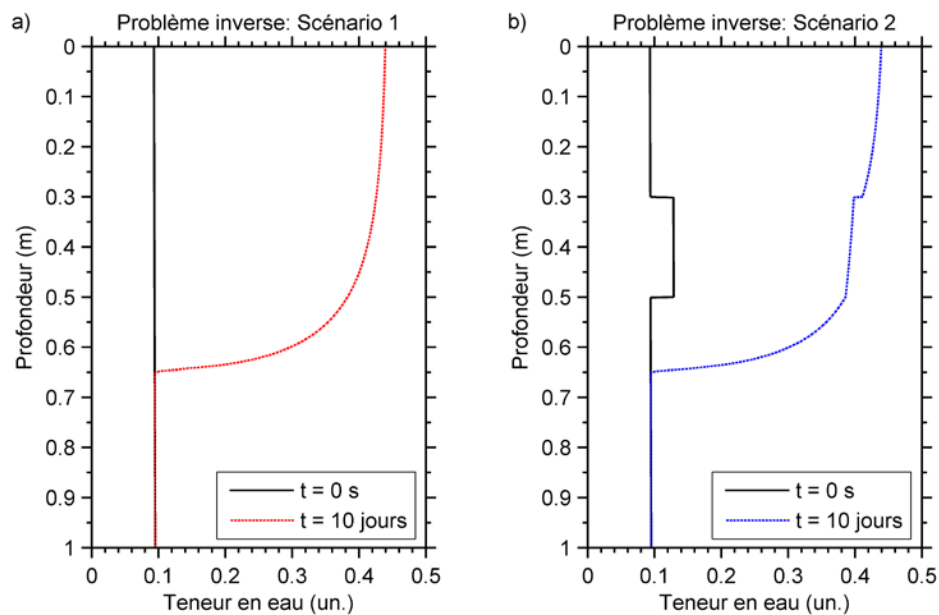 a) Problème inverse: Scénario 1
0
0.1
0.2
0.3
0.4
0.5
0.6
0.7
0.8
0.9
1
Profondeur (m)
t = 0 s
t = 10 jours
0 0.1 0.2 0.3 0.4 0.5
Teneur en eau (un.)
b) Problème inverse: Scénario 2
0
0.1
0.2
0.3
0.4
0.5
0.6
0.7
0.8
0.9
1
Profondeur (m)
t = 0 s
t = 10 jours
0 0.1 0.2 0.3 0.4 0.5
Teneur en eau (un.)